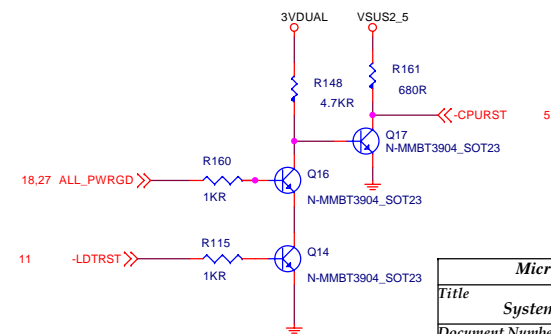 3VDUAL VSUS2_5
R148
4.7KR
R161
680R
-CPURST 5
Q17
N-MMBT3904_SOT23
R160
18,27 ALL_PWRGD
1KR
Q16
N-MMBT3904_SOT23
R115
11 -LDTRST
1KR
Q14
N-MMBT3904_SOT23
Micr
Title
System
Document Numbe